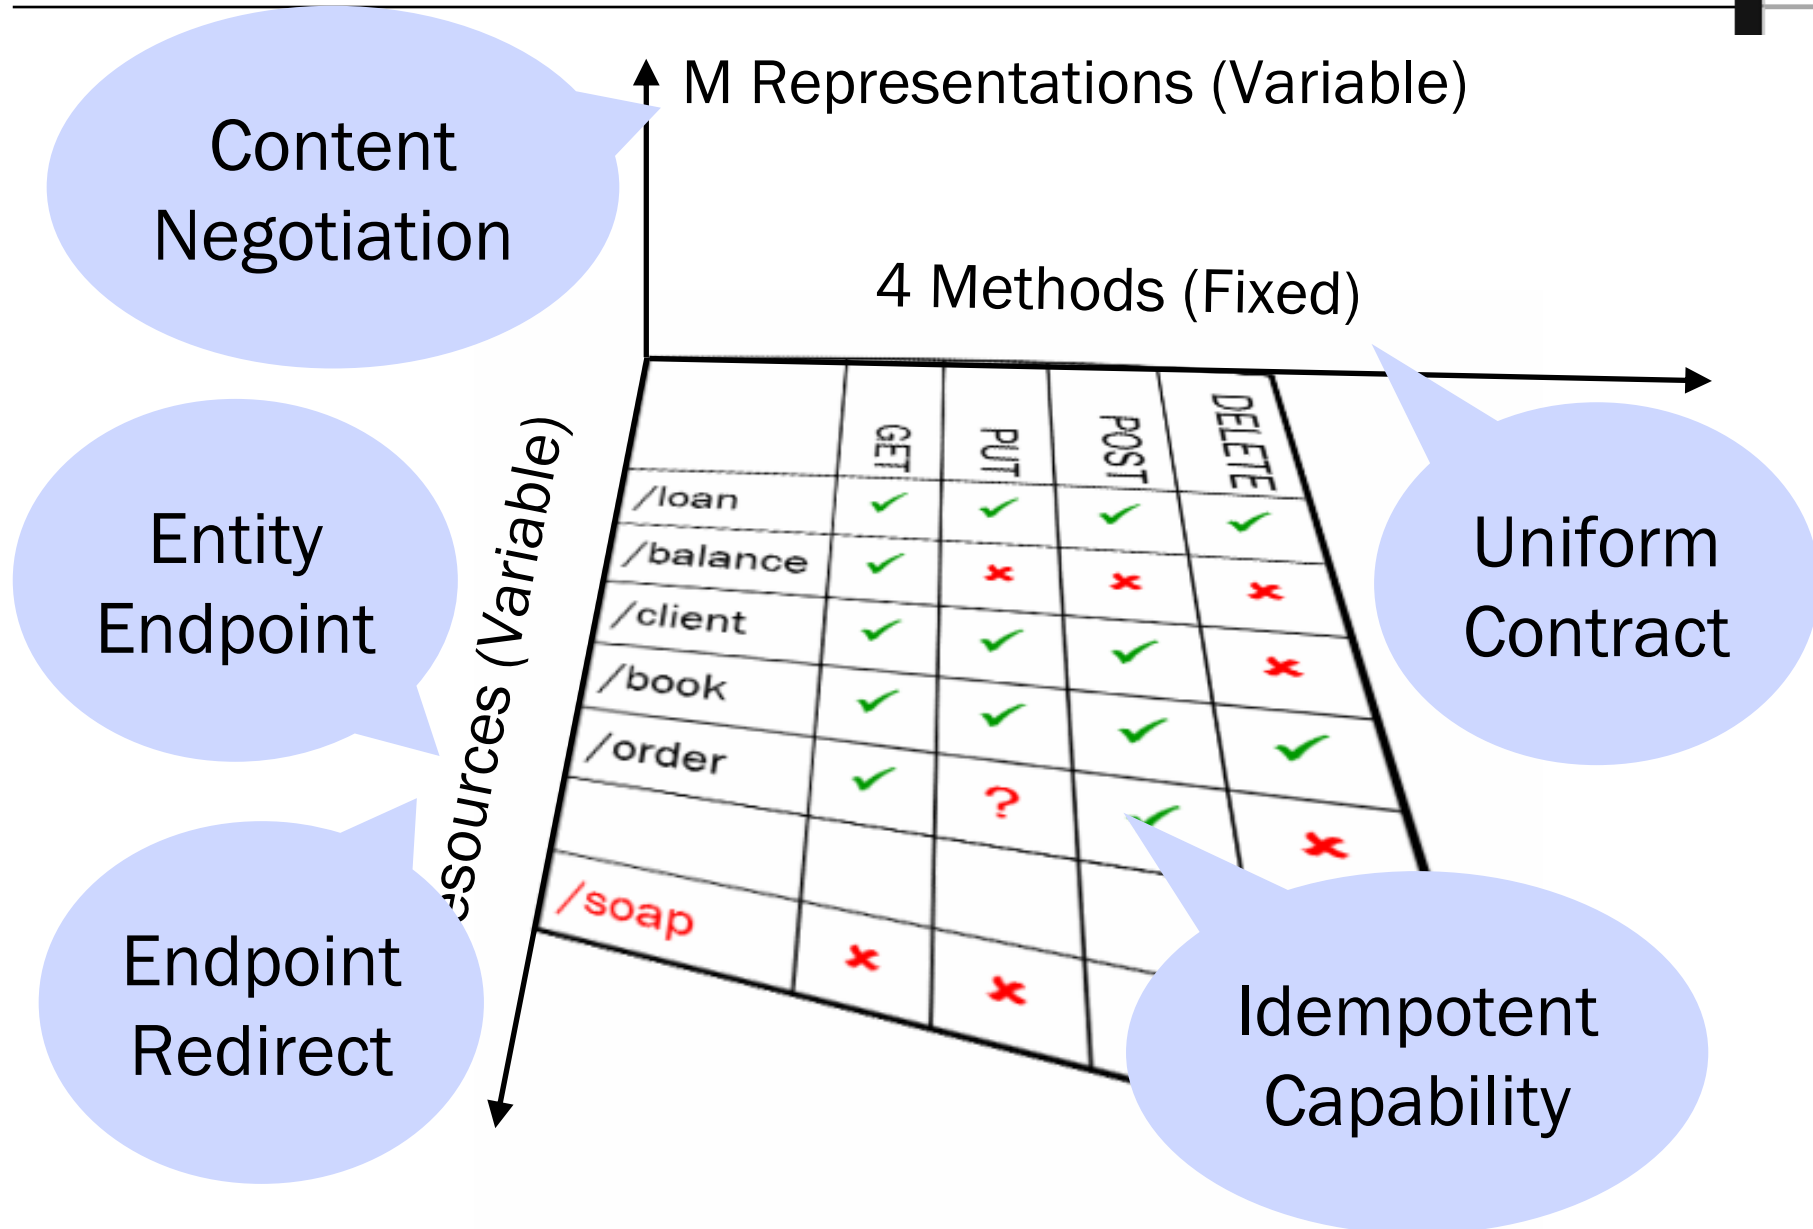 M Representations (Variable)
Content
Negotiation
4 Methods (Fixed)
GET PUT POST DELETE
/loan ✓ ✓ ✓ ✓
/balance ✓ × × ×
/client ✓ ✓ ✓ ×
/book ✓ ✓ ✓ ✓
/order ✓ ? ✓ ×
/soap × ×
esources (Variable)
Entity
Endpoint
Uniform
Contract
Endpoint
Redirect
Idempotent
Capability